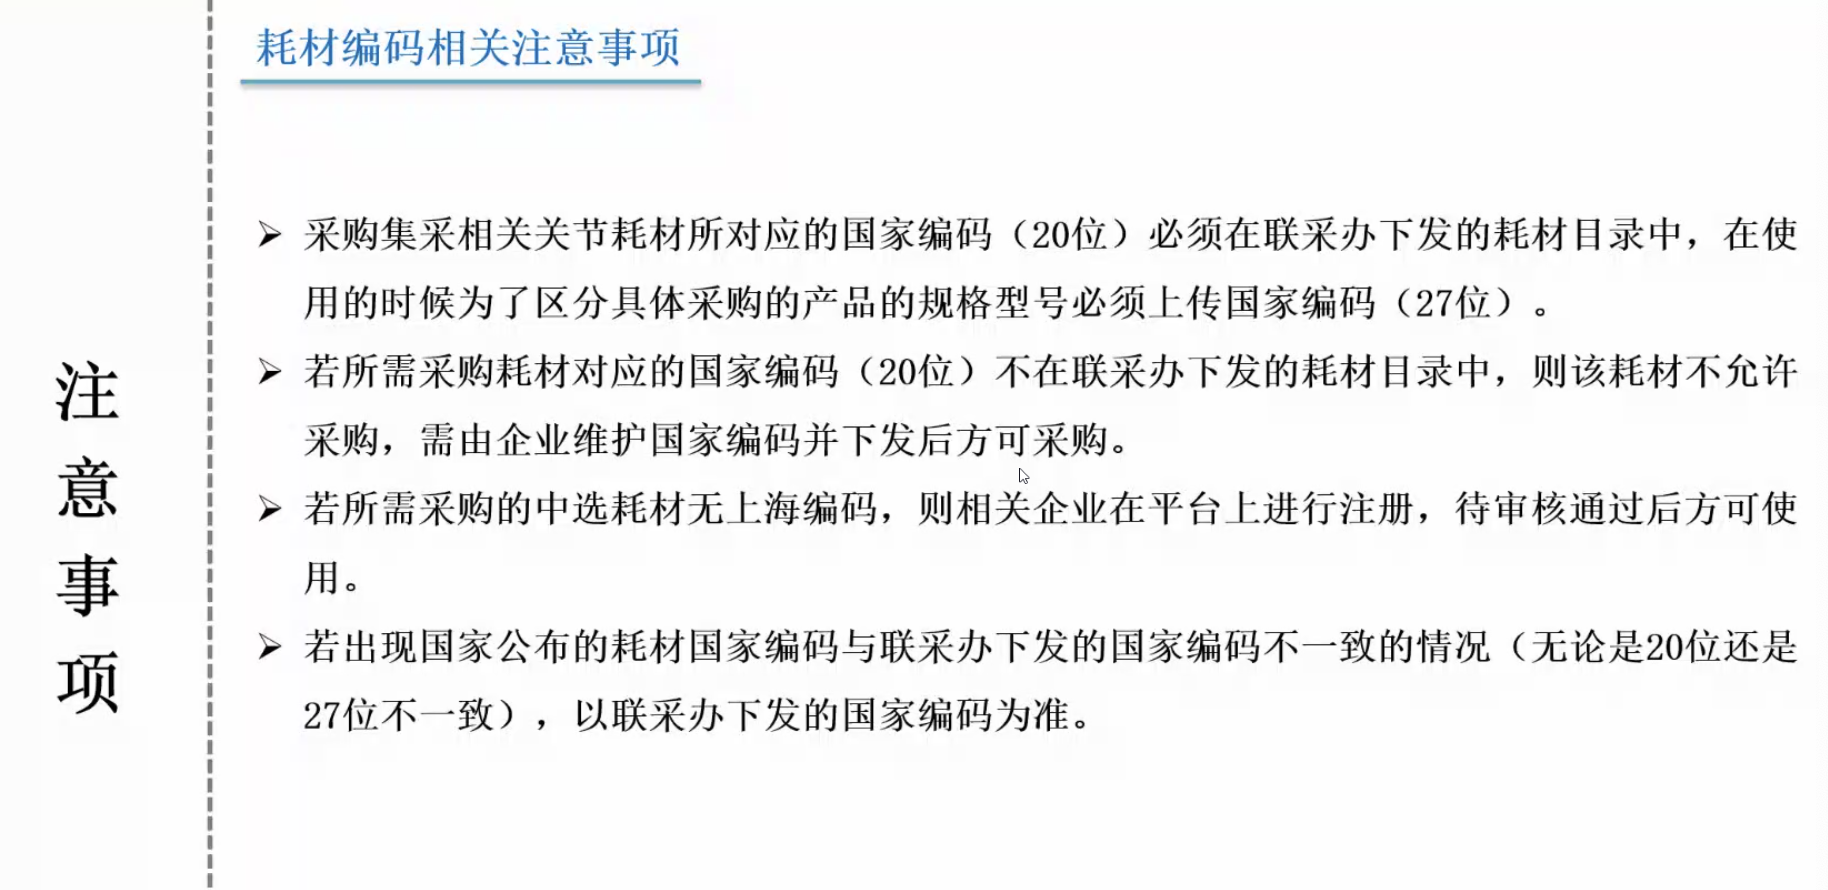 耗材编码相关注意事项
注意事项
➢ 采购集采相关关节耗材所对应的国家编码（20位）必须在联采办下发的耗材目录中，在使
用的时候为了区分具体采购的产品的规格型号必须上传国家编码（27位）。
➢ 若所需采购耗材对应的国家编码（20位）不在联采办下发的耗材目录中，则该耗材不允许
采购，需由企业维护国家编码并下发后方可采购。
➢ 若所需采购的中选耗材无上海编码，则相关企业在平台上进行注册，待审核通过后方可使
用。
➢ 若出现国家公布的耗材国家编码与联采办下发的国家编码不一致的情况（无论是20位还是
27位不一致），以联采办下发的国家编码为准。